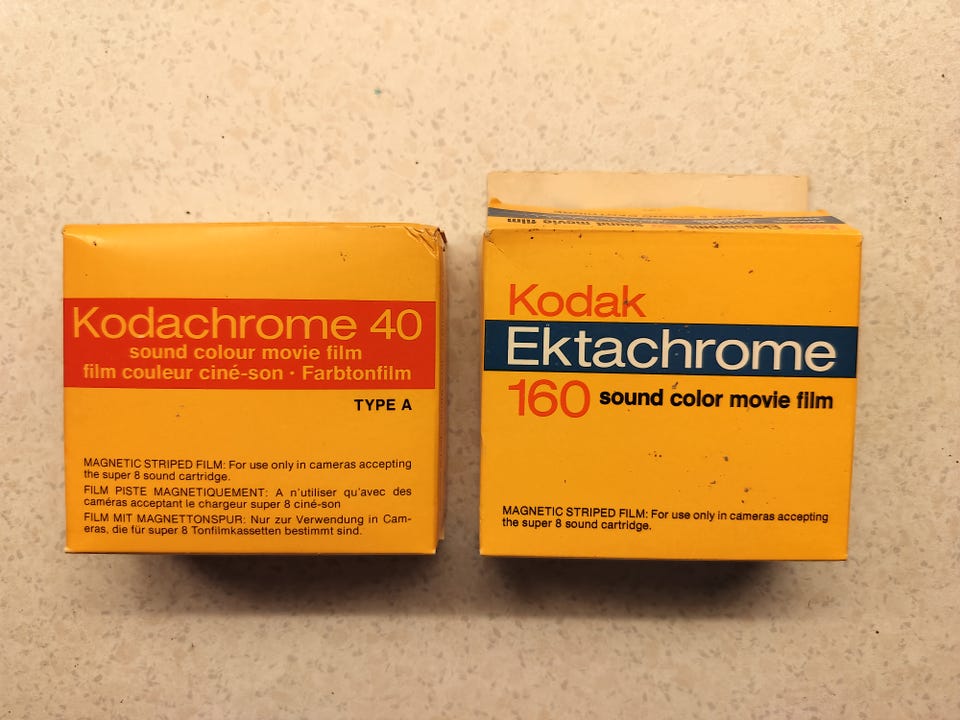 Kodachrome 40
sound colour movie film
film couleur ciné-son · Farbtonfilm
TYPE A
MAGNETIC STRIPED FILM: For use only in cameras accepting
the super 8 sound cartridge.
FILM PISTE MAGNETIQUEMENT: A n'utiliser qu'avec des
caméras acceptant le chargeur super 8 ciné-son
FILM MIT MAGNETTONSPUR: Nur zur Verwendung in Cam-
eras, die für super 8 Tonfilmkassetten bestimmt sind.
sound movie film
Kodak
Ektachrome
160 sound color movie film
MAGNETIC STRIPED FILM: For use only in cameras accepting
the super 8 sound cartridge.